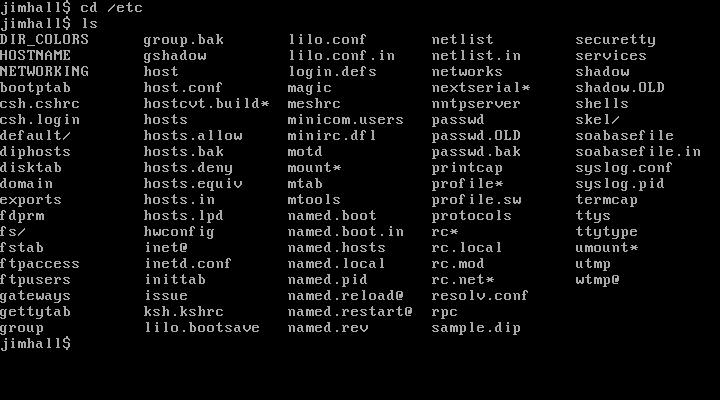 jimhall$ cd /etc
jimhall$ ls
DIR_COLORS group.bak lilo.conf netlist securetty
HOSTNAME gshadow lilo.conf.in netlist.in services
NETWORKING host login.defs networks shadow
bootptab host.conf magic nextserial* shadow.OLD
csh.cshrc hostcvt.build* meshrc nntpserver shells
csh.login hosts minicom.users passwd skel/
default/ hosts.allow minirc.dfl passwd.OLD soabasefile
diphosts hosts.bak motd passwd.bak soabasefile.in
disktab hosts.deny mount* printcap syslog.conf
domain hosts.equiv mtab profile* syslog.pid
exports hosts.in mtools profile.sw termcap
fdprm hosts.lpd named.boot protocols ttys
fs/ hwconfig named.boot.in rc* ttytype
fstab inet@ named.hosts rc.local umount*
ftpaccess inetd.conf named.local rc.mod utmp
ftpusers inittab named.pid rc.net* wtmp@
gateways issue named.reload@ resolv.conf
gettytab ksh.kshrc named.restart@ rpc
group lilo.bootsave named.rev sample.dip
jimhall$